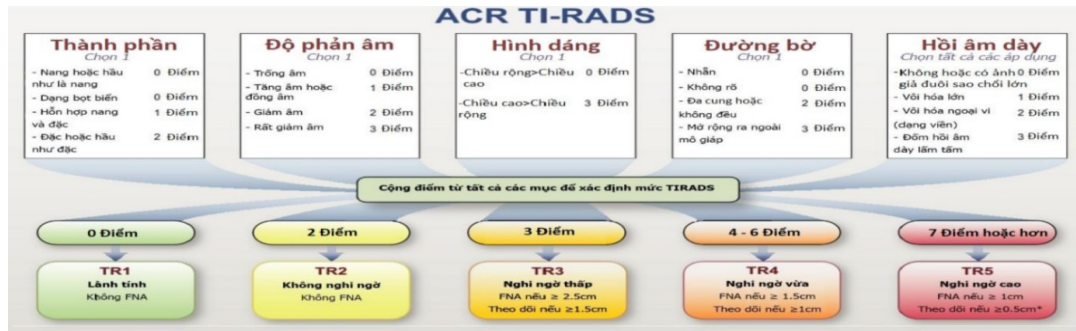 ACR TI-RADS
Thành phần
Chọn 1
- Nang hoặc hầu như là nang 0 Điểm
- Dạng bọt biến 0 Điểm
- Hỗn hợp nang và đặc 1 Điểm
- Đặc hoặc hầu như đặc 2 Điểm
Độ phản âm
Chọn 1
- Trống âm 0 Điểm
- Tăng âm hoặc đồng âm 1 Điểm
- Giảm âm 2 Điểm
- Rất giảm âm 3 Điểm
Hình dáng
Chọn 1
-Chiều rộng>Chiều cao 0 Điểm
-Chiều cao>Chiều rộng 3 Điểm
Đường bờ
Chọn 1
- Nhẵn 0 Điểm
- Không rõ 0 Điểm
- Đa cung hoặc không đều 2 Điểm
- Mở rộng ra ngoài mô giáp 3 Điểm
Hồi âm dày
Chọn tất cả các áp dụng
-Không hoặc có ảnh giả đuôi sao chổi lớn 0 Điểm
- Vôi hóa lớn 1 Điểm
- Vôi hóa ngoại vi (dạng viền) 2 Điểm
- Đốm hồi âm dày lấm tấm 3 Điểm
Cộng điểm từ tất cả các mục để xác định mức TIRADS
0 Điểm
2 Điểm
3 Điểm
4 - 6 Điểm
7 Điểm hoặc hơn
TR1
Lành tính
Không FNA
TR2
Không nghi ngờ
Không FNA
TR3
Nghi ngờ thấp
FNA nếu ≥ 2.5cm
Theo dõi nếu ≥1.5cm
TR4
Nghi ngờ vừa
FNA nếu ≥ 1.5cm
Theo dõi nếu ≥1cm
TR5
Nghi ngờ cao
FNA nếu ≥ 1cm
Theo dõi nếu ≥0.5cm*